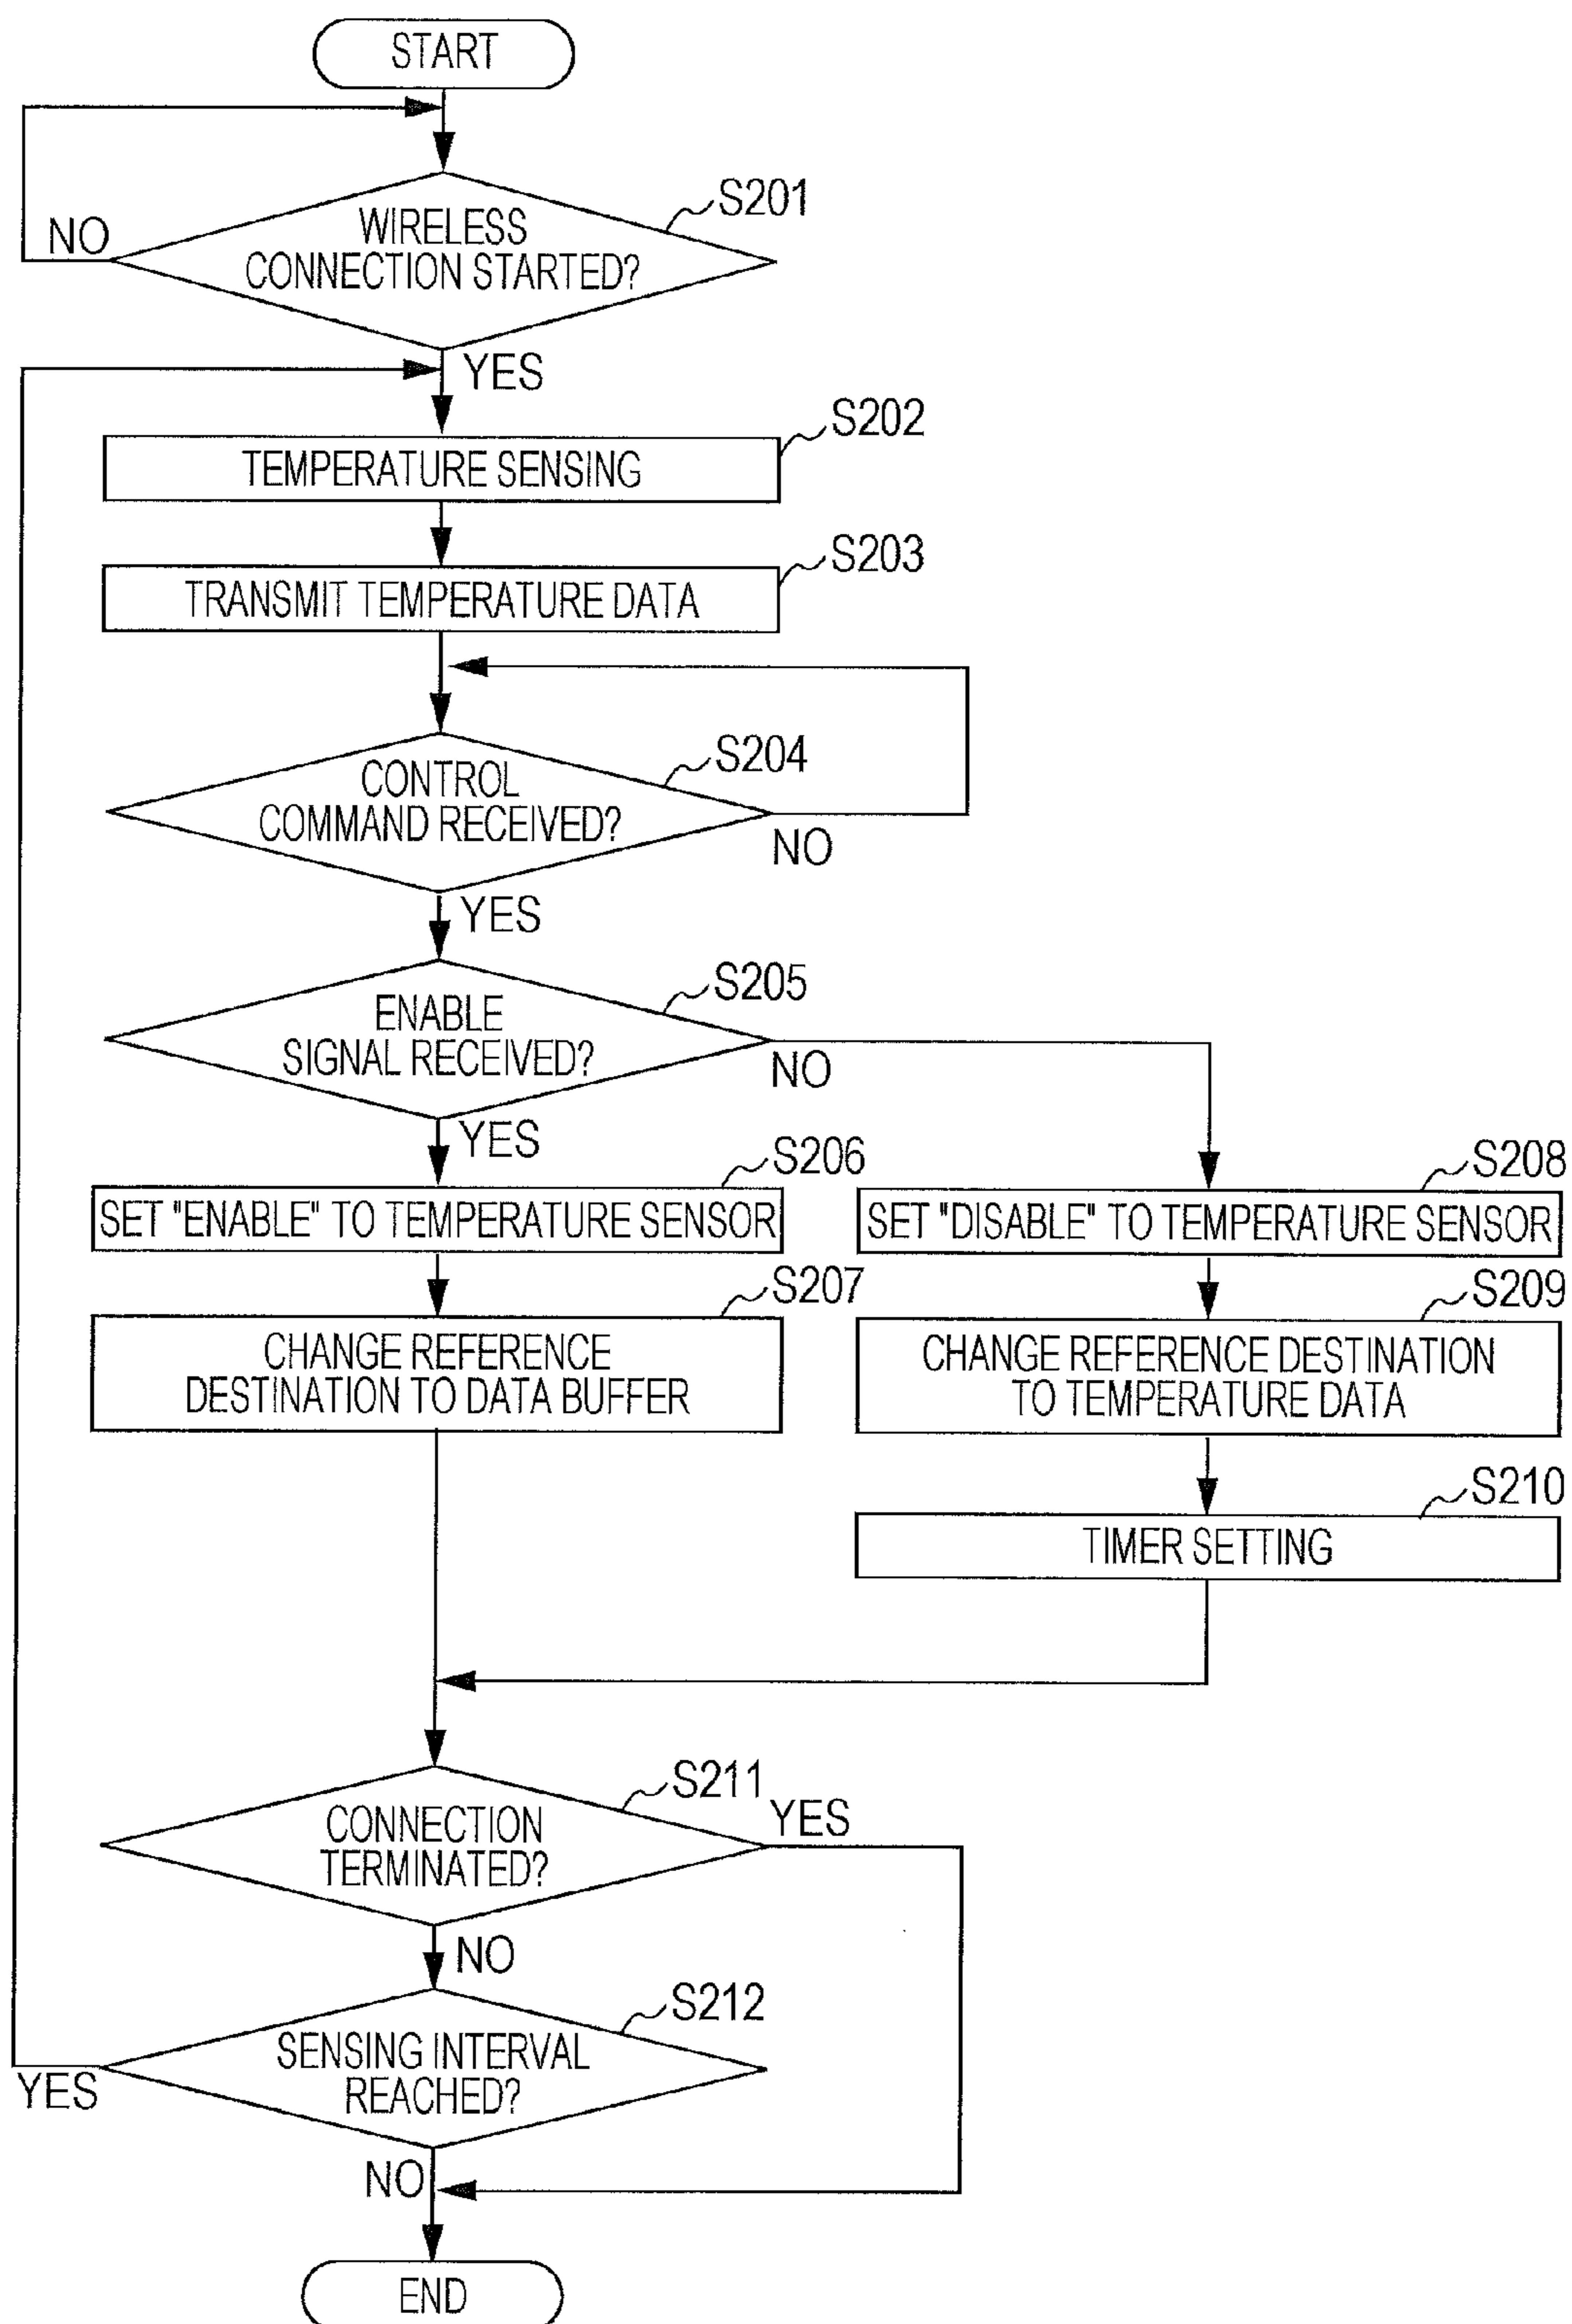 START
S201
WIRELESS
CONNECTION STARTED?
NO
YES
S202
TEMPERATURE SENSING
S203
TRANSMIT TEMPERATURE DATA
S204
CONTROL
COMMAND RECEIVED?
NO
YES
S205
ENABLE
SIGNAL RECEIVED?
NO
YES
S206
SET "ENABLE" TO TEMPERATURE SENSOR
S208
SET "DISABLE" TO TEMPERATURE SENSOR
S207
CHANGE REFERENCE
DESTINATION TO DATA BUFFER
S209
CHANGE REFERENCE DESTINATION
TO TEMPERATURE DATA
S210
TIMER SETTING
S211
CONNECTION
TERMINATED?
YES
NO
S212
SENSING INTERVAL
REACHED?
YES
NO
END